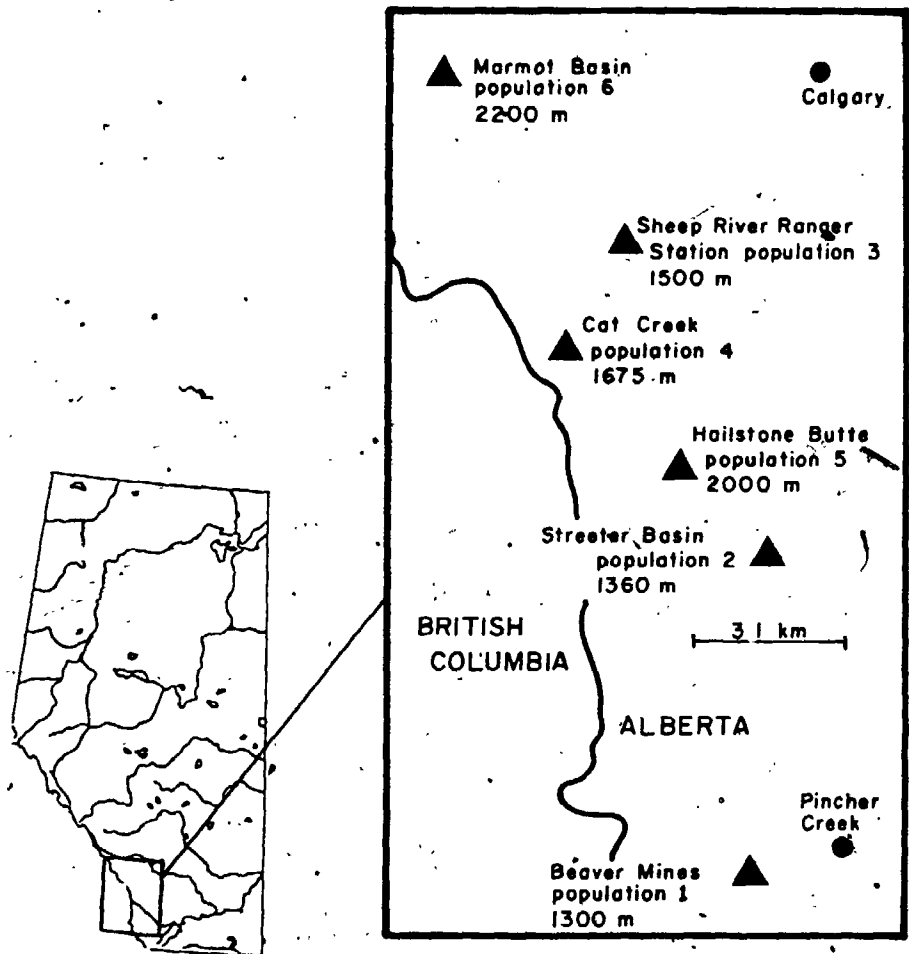 Marmot Basin
population 6
2200 m
Calgary
Sheep River Ranger
Station population 3
1500 m
Cat Creek
population 4
1675 m
Hailstone Butte
population 5
2000 m
Streeter Basin
population 2
1360 m
31 km
BRITISH
COLUMBIA
ALBERTA
Pincher
Creek
Beaver Mines
population 1
1300 m